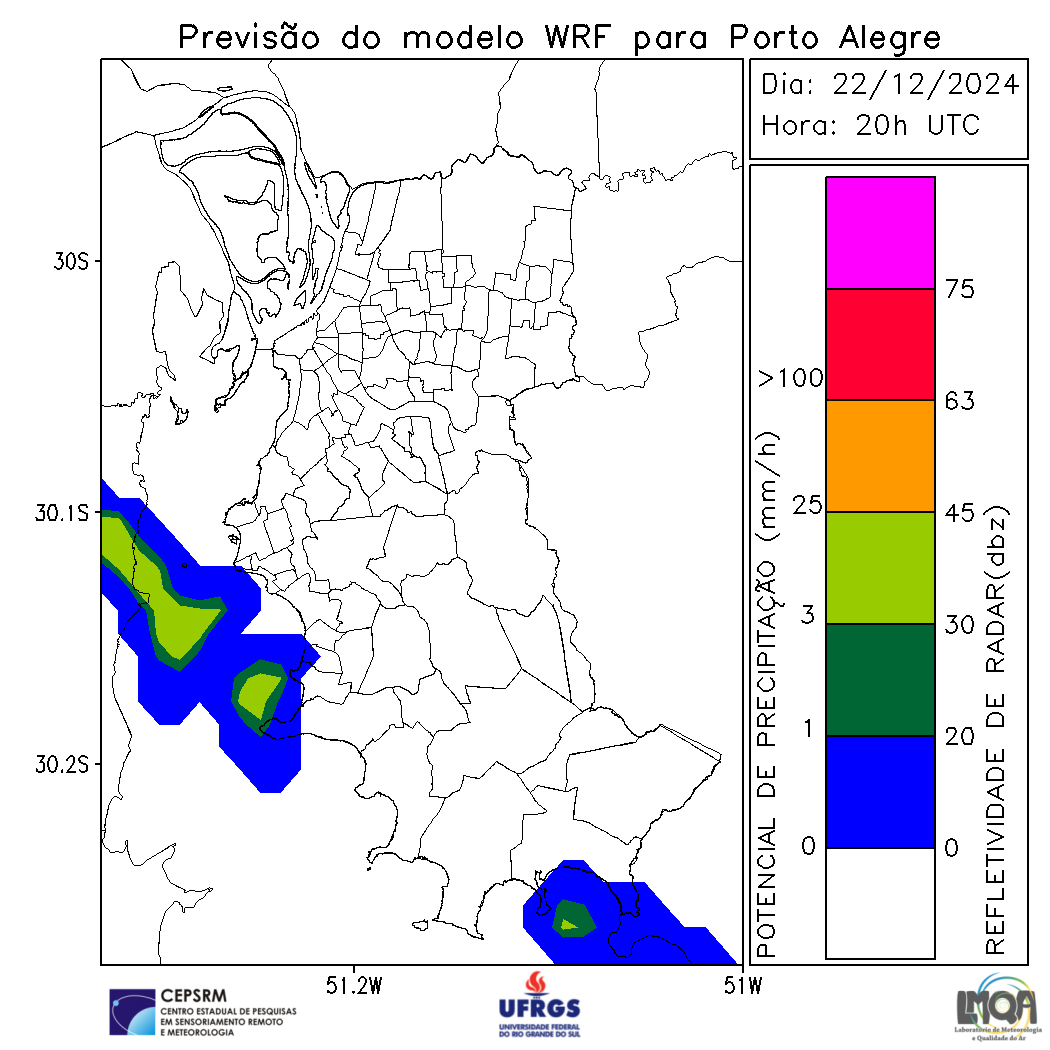 Previsão do modelo WRF para Porto Alegre
Dia: 22/12/2024
Hora: 20h UTC
30S
30.1S
30.2S
51.2W
51W
POTENCIAL DE PRECIPITAÇÃO (mm/h)
>100
25
3
1
0
75
63
45
30
20
0
REFLETIVIDADE DE RADAR(dbz)
CEPSRM
CENTRO ESTADUAL DE PESQUISAS
EM SENSORIAMENTO REMOTO
E METEOROLOGIA
UFRGS
UNIVERSIDADE FEDERAL
DO RIO GRANDE DO SUL
LMQA
Laboratório de Meteorologia
e Qualidade do Ar